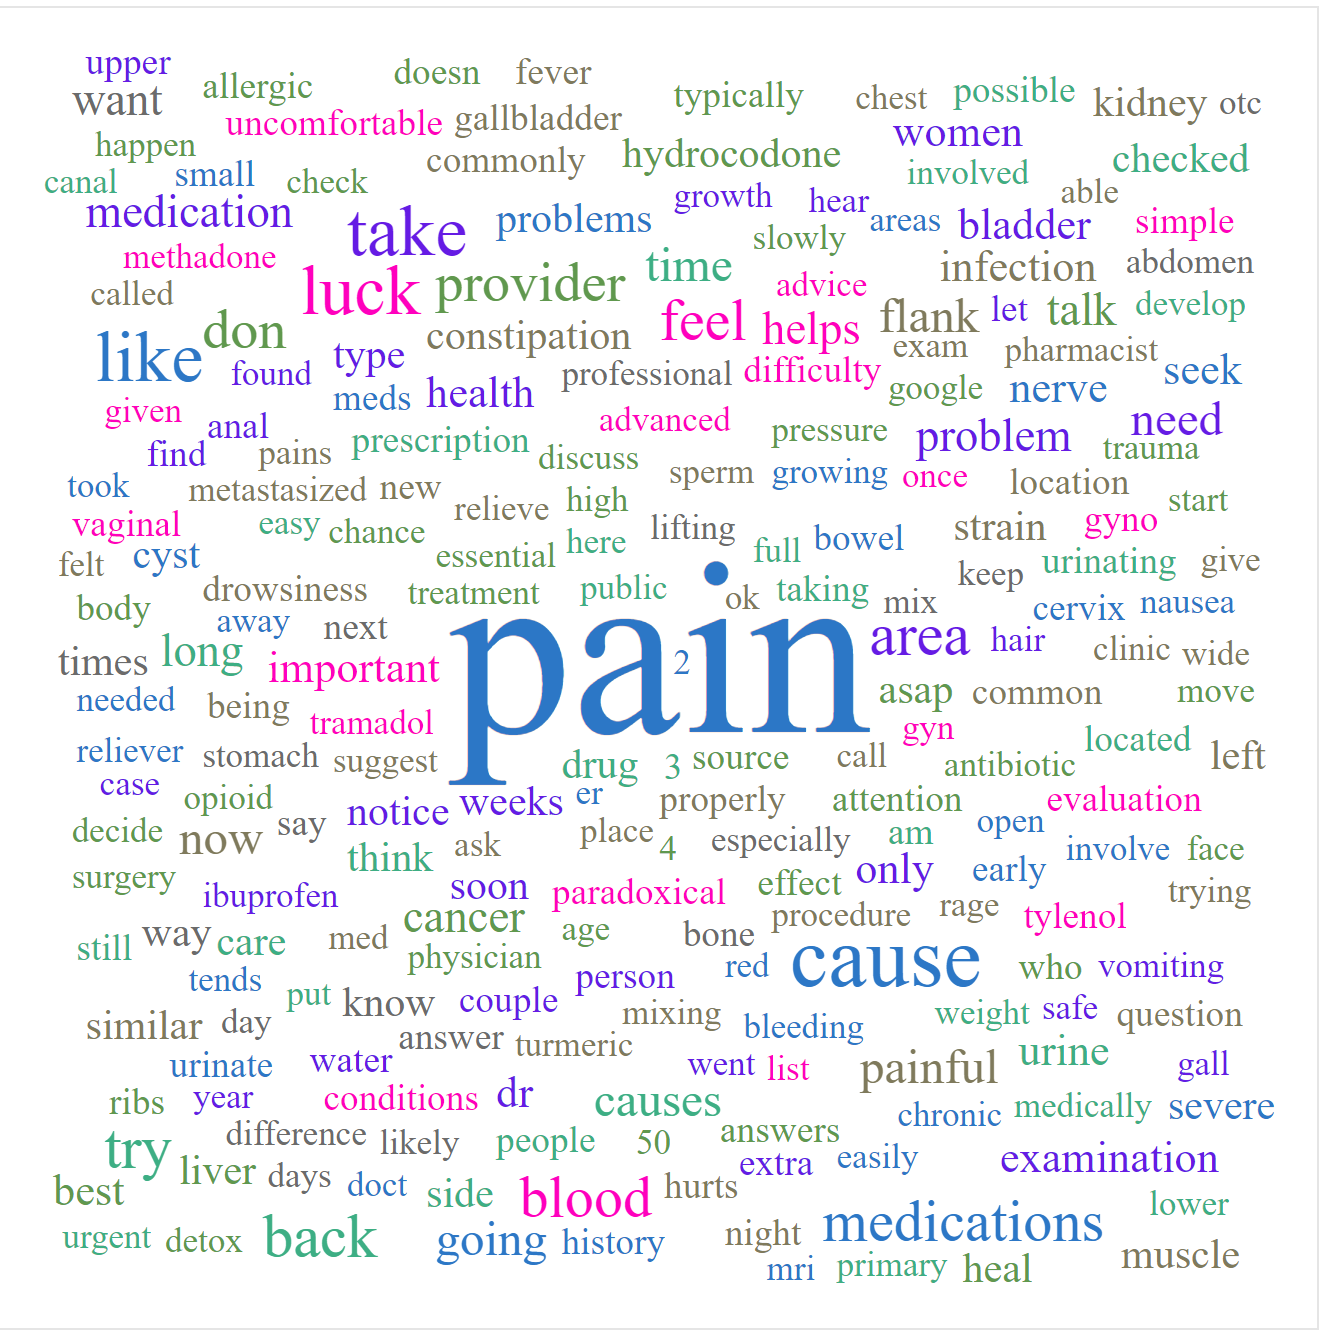 upper allergic doesn fever typically chest possible kidney otc
want uncomfortable gallbladder women
happen commonly hydrocodone involved checked
canal small check growth hear able
medication take problems areas bladder simple
methadone slowly infection abdomen
called luck provider time advice
like don constipation feel helps flank let talk develop
found type professional difficulty exam pharmacist seek
given meds health google nerve
anal advanced pressure problem need
find pains prescription discuss trauma
took metastasized new sperm growing once location
relieve high start
vaginal easy chance lifting strain gyno
felt cyst essential here full bowel urinating give
drowsiness treatment public ok taking mix keep
body cervix nausea
away next pain area hair
times long important 2 clinic wide
needed being asap common move
tramadol gyn
reliever stomach suggest drug 3 source call antibiotic located left
case opioid er
decide now say notice weeks properly attention evaluation
think ask place 4 especially am open
surgery only involve face
ibuprofen soon paradoxical effect early trying
still way care med cancer age procedure rage tylenol
physician bone
tends person red cause who vomiting
put know couple mixing weight safe question
similar day answer turmeric bleeding
urinate water went list painful urine gall
ribs year conditions dr causes chronic medically severe
try difference likely people 50 answers
liver days extra easily examination
best doct side blood hurts lower
urgent detox back going history night medications
mri primary heal muscle